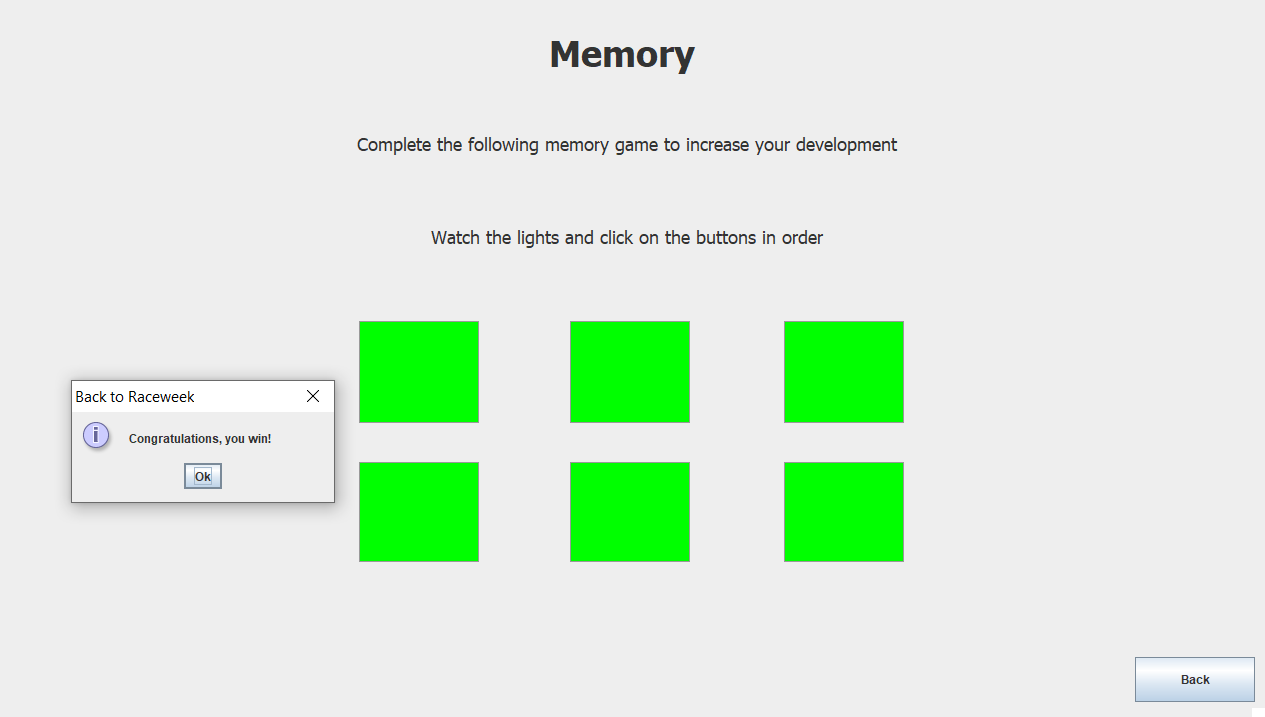 Memory
Complete the following memory game to increase your development
Watch the lights and click on the buttons in order
Back to Raceweek
Congratulations, you win!
Ok
Back